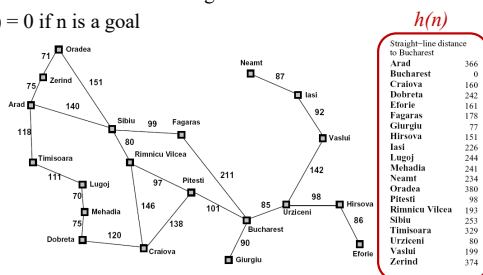 ) = 0 if n is a goal
h(n)
Oradea
71
Neamt
87
Zerind
151
75
Iasi
Arad
140
92
Sibiu
99
Fagaras
118
80
Vaslui
Rimnicu Vilcea
Timisoara
111
Lugoj
97
Pitesti
211
142
70
98
Hirsova
Mehadia
146
101
85
Urziceni
75
138
86
Bucharest
Dobreta
120
90
Craiova
Giurgiu
Eforie
Straight−line distance
to Bucharest
Arad 366
Bucharest 0
Craiova 160
Dobreta 242
Eforie 161
Fagaras 178
Giurgiu 77
Hirsova 151
Iasi 226
Lugoj 244
Mehadia 241
Neamt 234
Oradea 380
Pitesti 98
Rimnicu Vilcea 193
Sibiu 253
Timisoara 329
Urziceni 80
Vaslui 199
Zerind 374